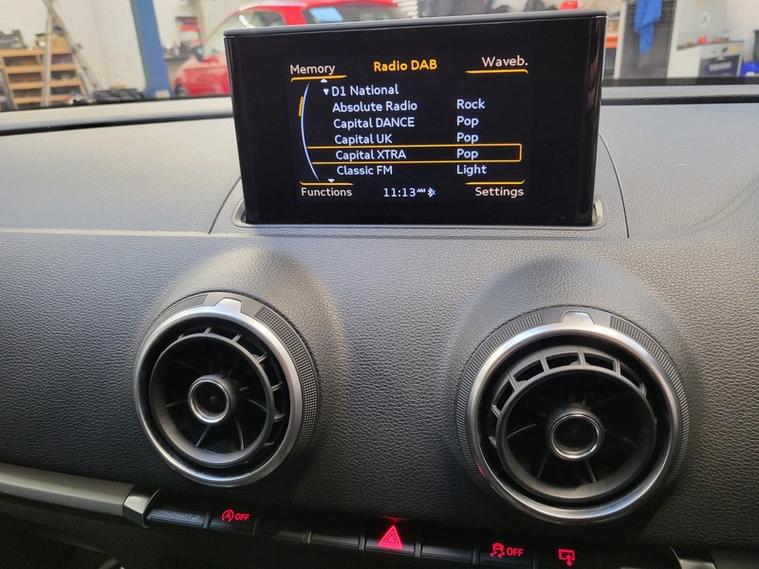 Memory Radio DAB Waveb.
D1 National
Absolute Radio Rock
Capital DANCE Pop
Capital UK Pop
Capital XTRA Pop
Classic FM Light
Functions 11:13 AM Settings
A OFF
OFF